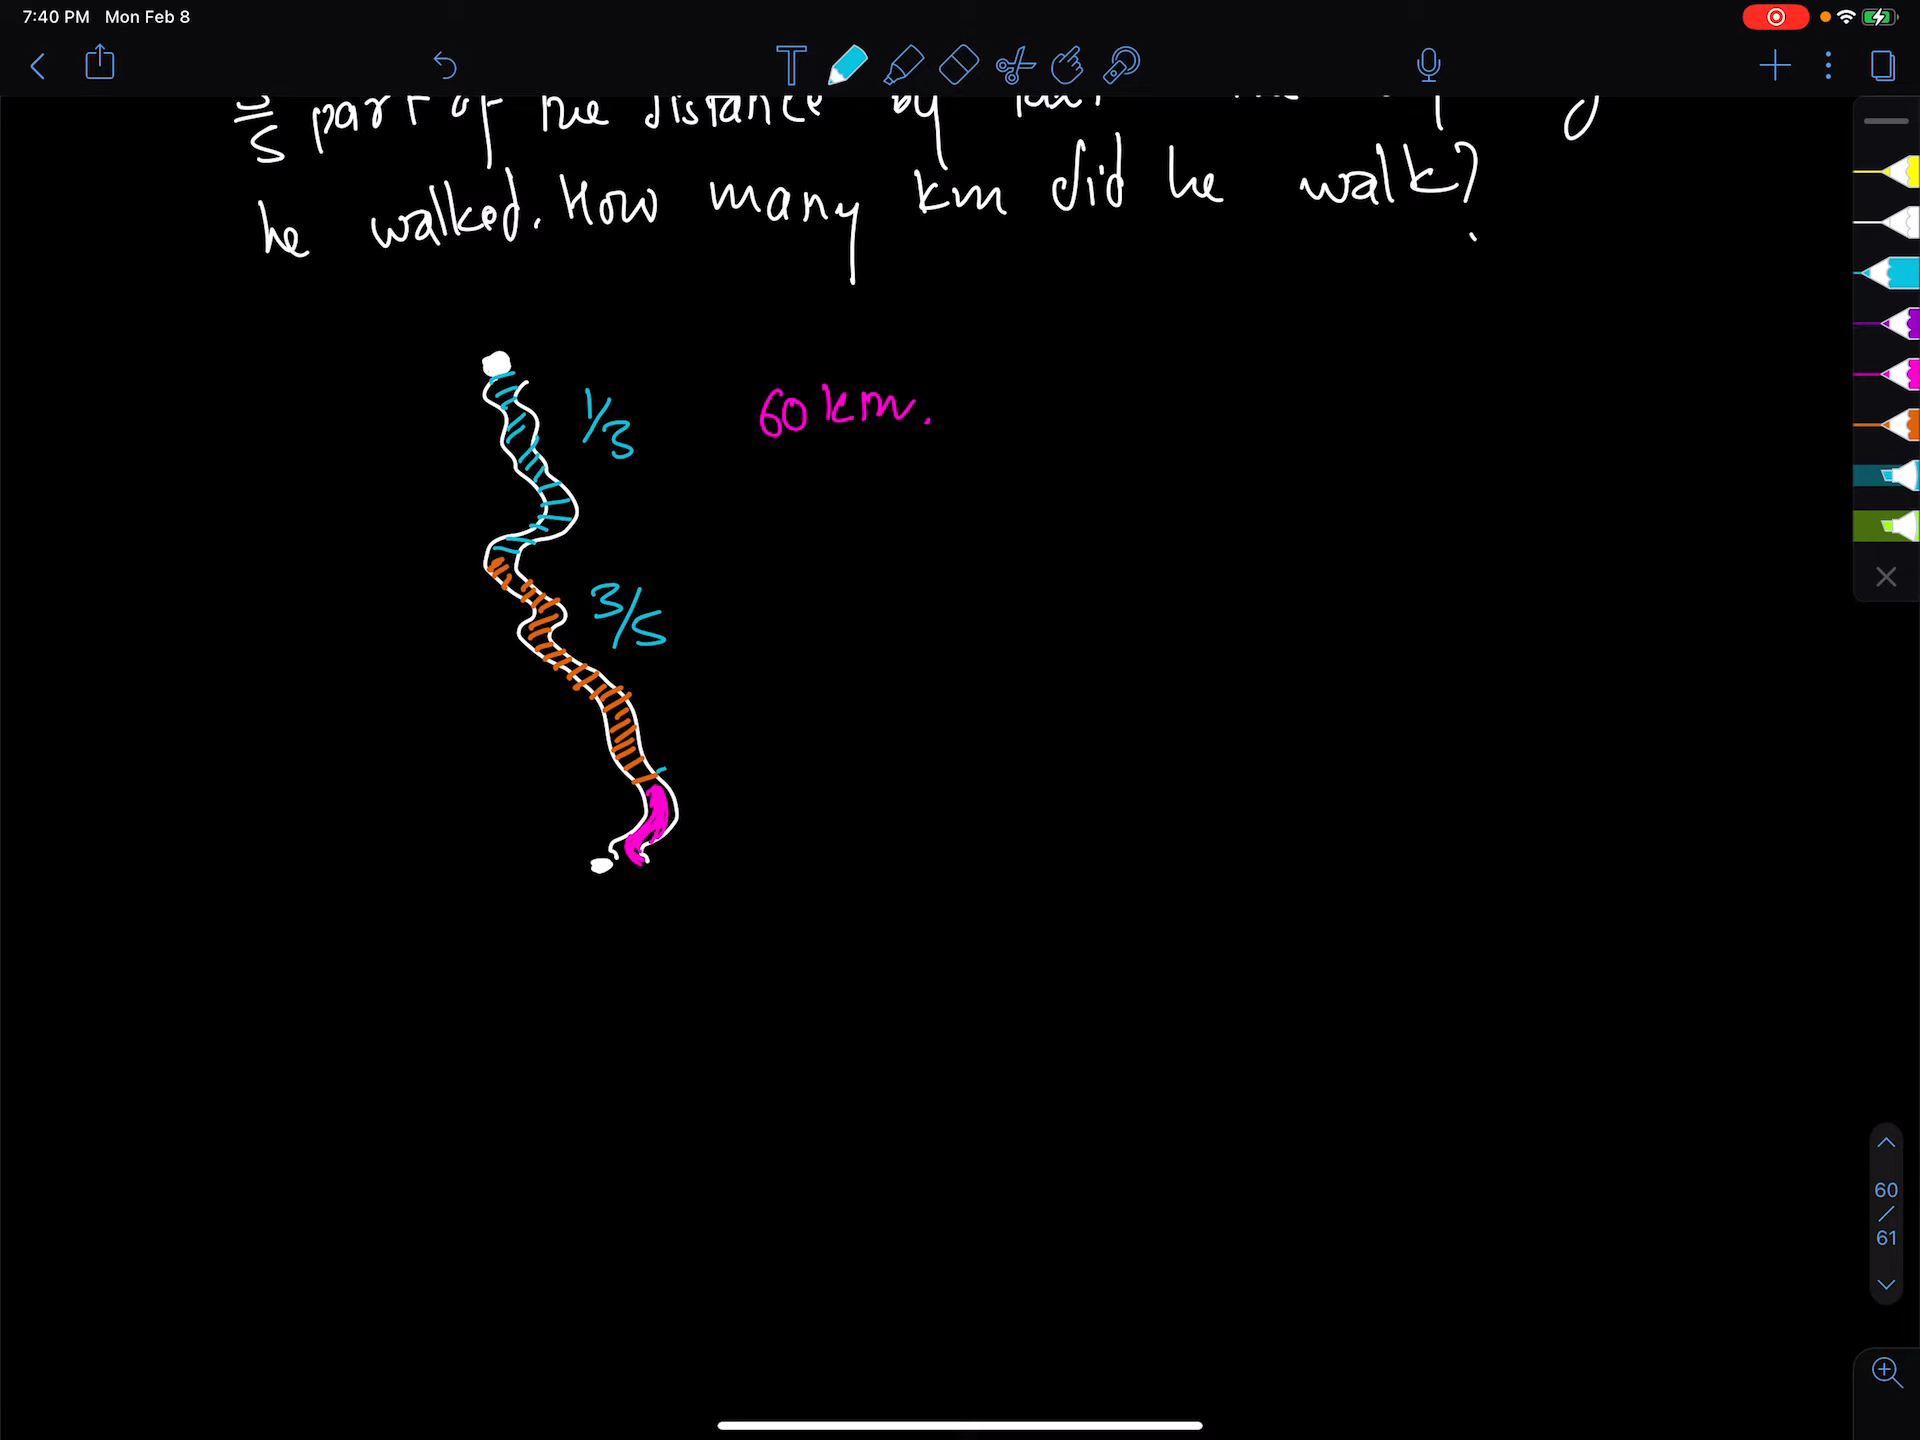 7:40 PM Mon Feb 8
T
5 part of the distance by
he walked. How many km did he walk?
1/3
60 km.
3/5
60
/
61